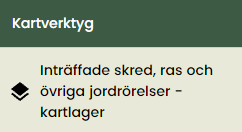 Kartverktyg
Inträffade skred, ras och
övriga jordrörelser -
kartlager